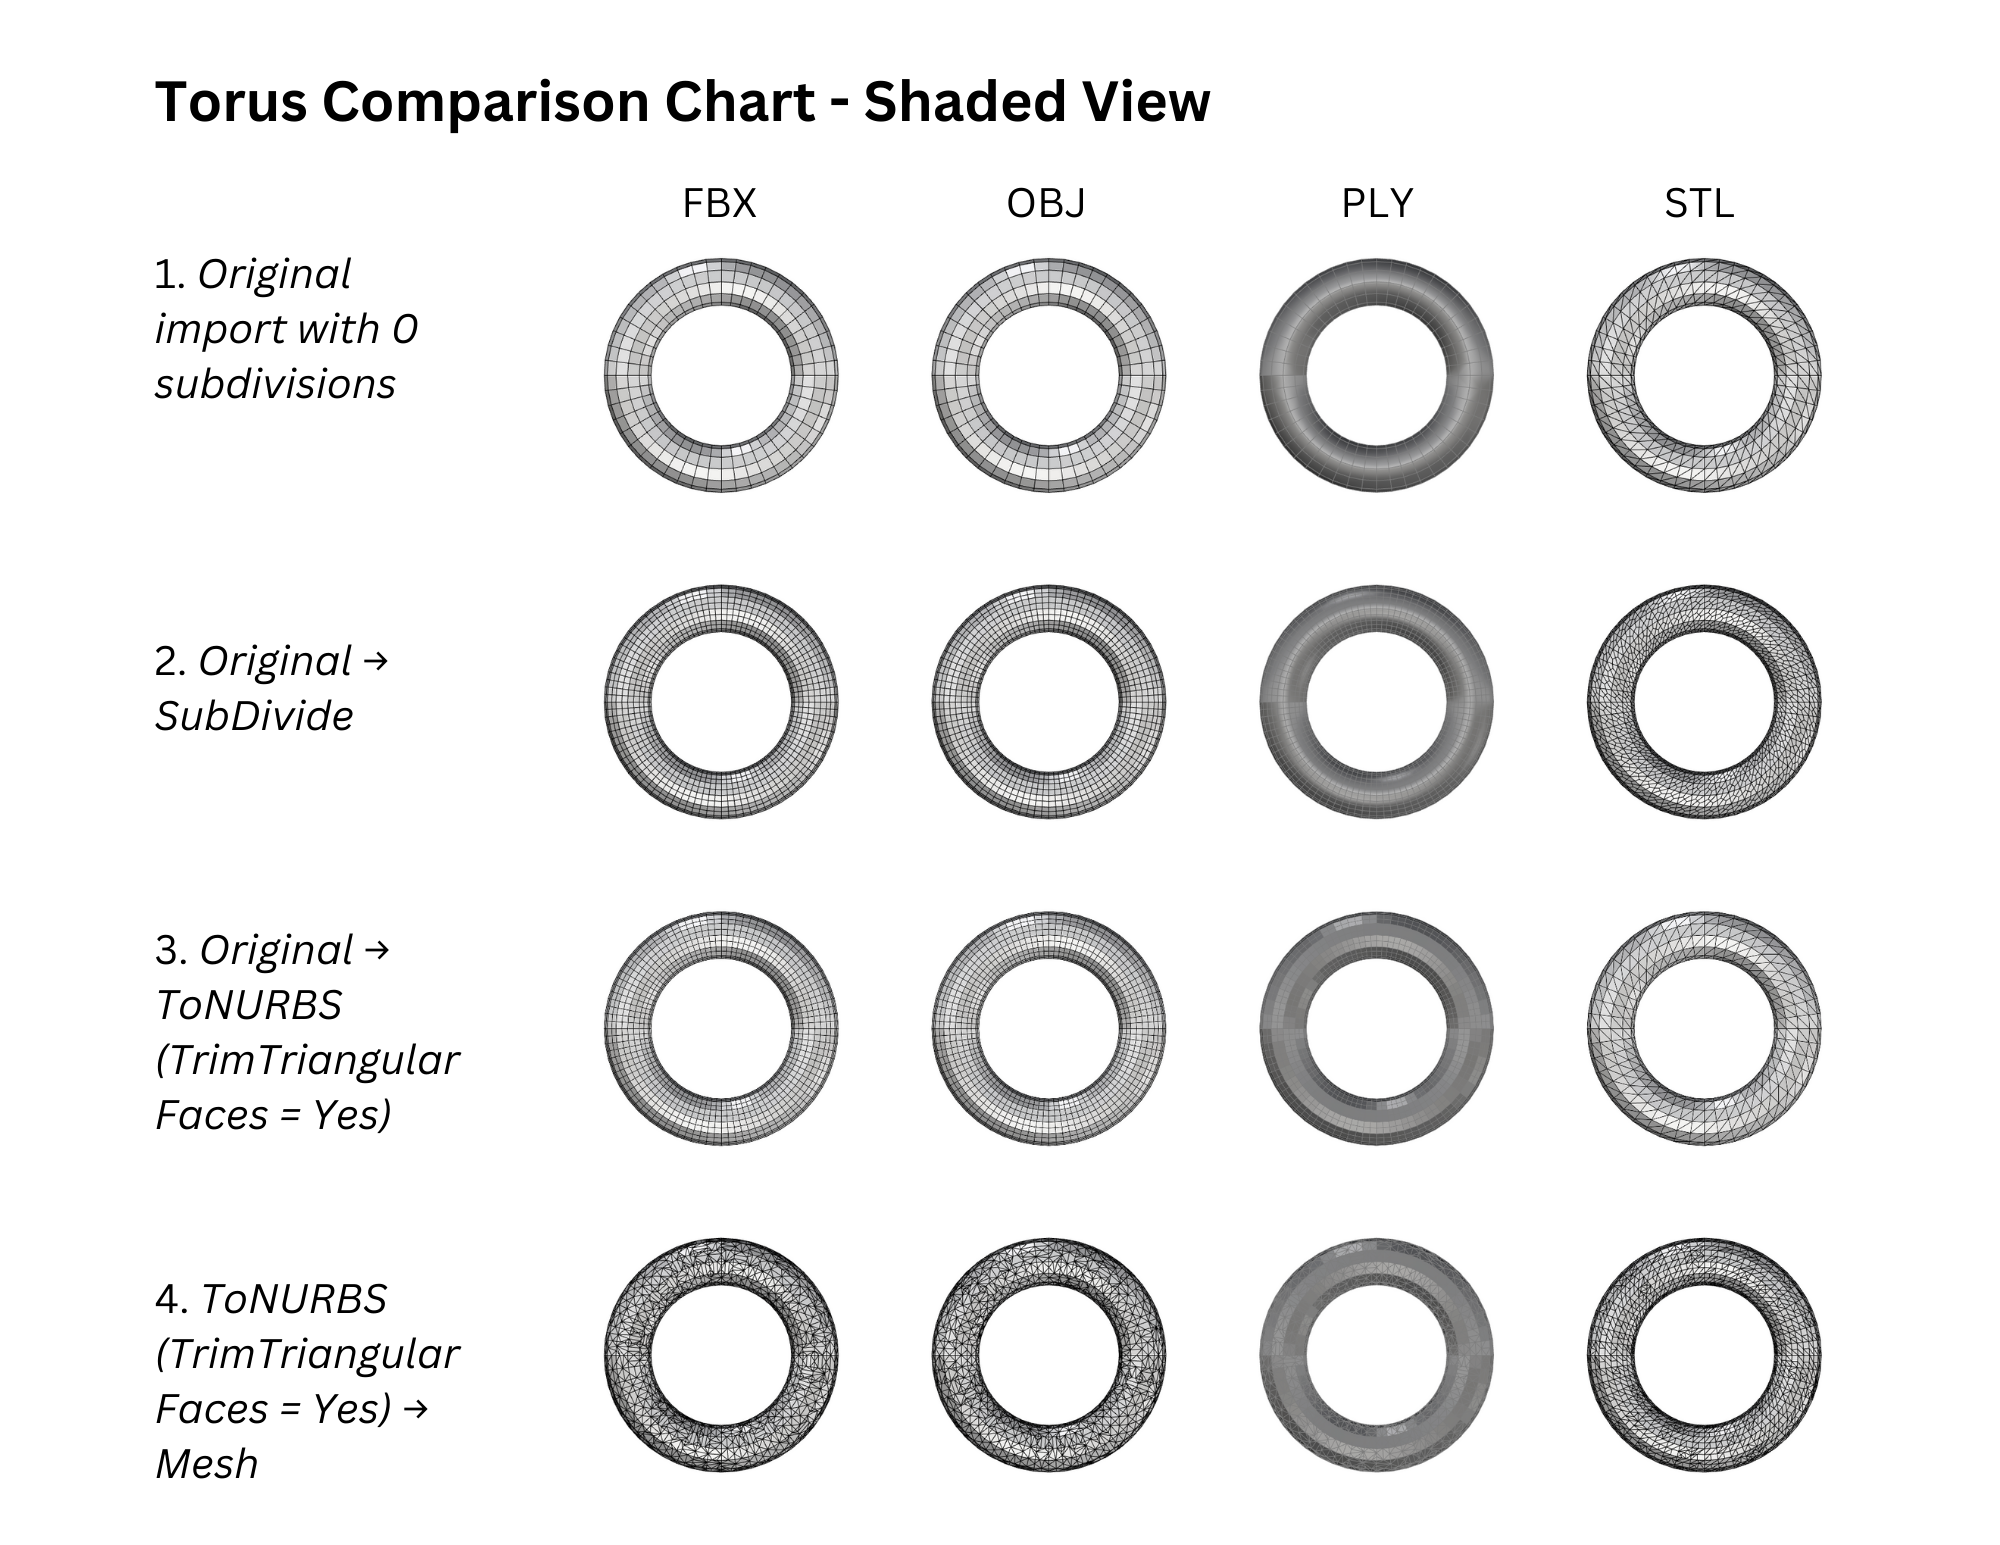 Torus Comparison Chart - Shaded View
FBX OBJ PLY STL
1. Original
import with 0
subdivisions
2. Original →
SubDivide
3. Original →
ToNURBS
(TrimTriangular
Faces = Yes)
4. ToNURBS
(TrimTriangular
Faces = Yes) →
Mesh